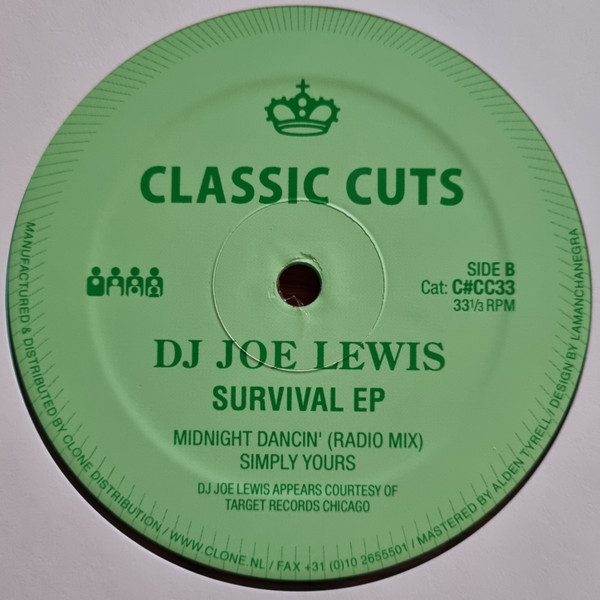 CLASSIC CUTS
SIDE B
Cat: C#CC33
33 1/3 RPM
DJ JOE LEWIS
SURVIVAL EP
MIDNIGHT DANCIN' (RADIO MIX)
SIMPLY YOURS
DJ JOE LEWIS APPEARS COURTESY OF
TARGET RECORDS CHICAGO
MANUFACTURED & DISTRIBUTED BY CLONE DISTRIBUTION / WWW.CLONE.NL / FAX +31 (0)10 2655501 / MASTERED BY ALDEN TYRELL / DESIGN BY LAMANCHANEGRA